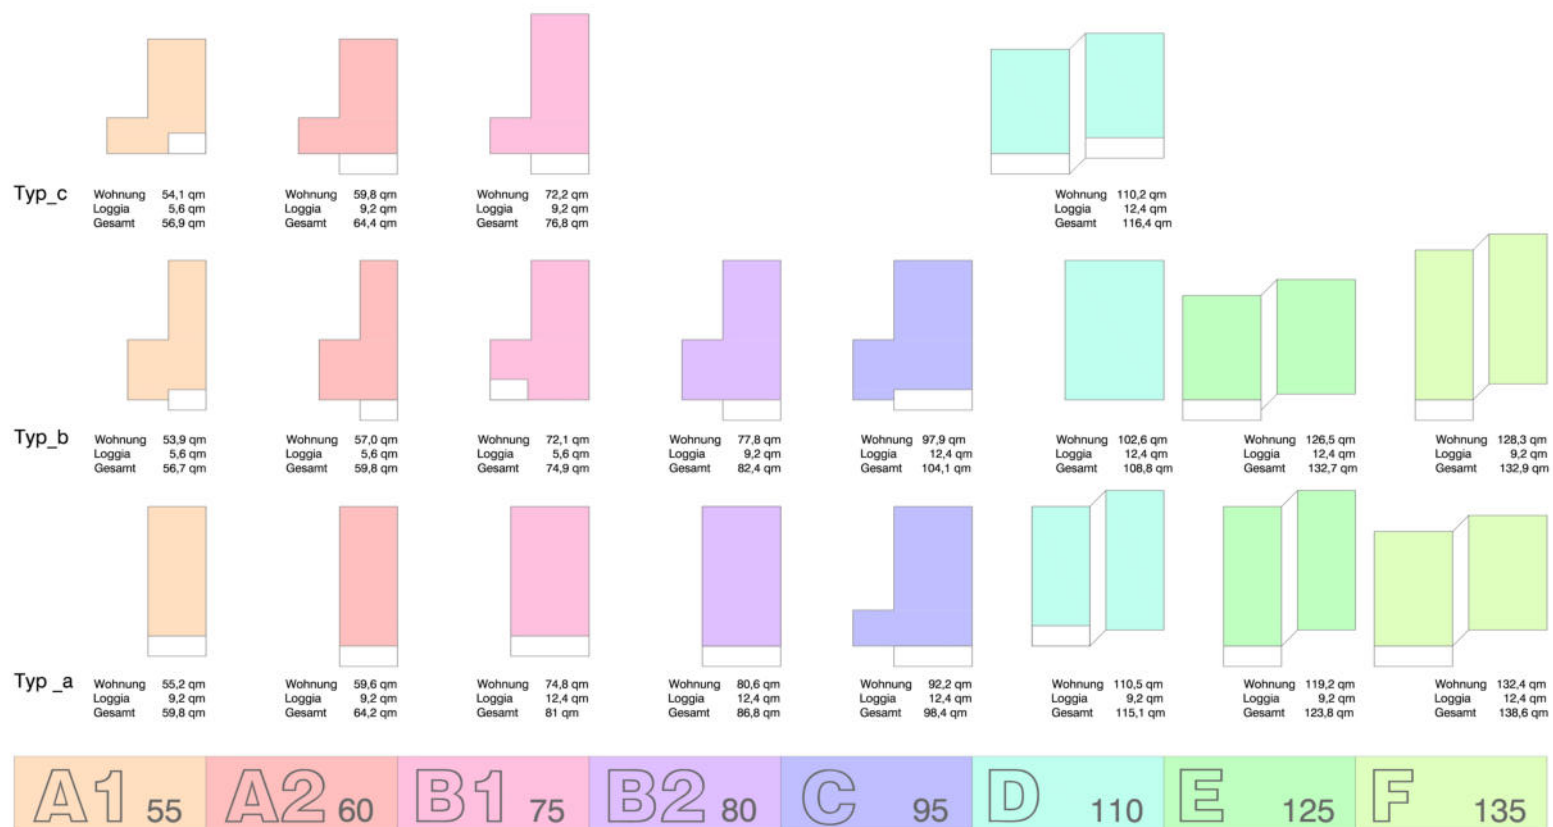 Typ_c
Wohnung 54,1 qm
Loggia 5,6 qm
Gesamt 56,9 qm
Wohnung 59,8 qm
Loggia 9,2 qm
Gesamt 64,4 qm
Wohnung 72,2 qm
Loggia 9,2 qm
Gesamt 76,8 qm
Wohnung 110,2 qm
Loggia 12,4 qm
Gesamt 116,4 qm
Typ_b
Wohnung 53,9 qm
Loggia 5,6 qm
Gesamt 56,7 qm
Wohnung 57,0 qm
Loggia 5,6 qm
Gesamt 59,8 qm
Wohnung 72,1 qm
Loggia 5,6 qm
Gesamt 74,9 qm
Wohnung 77,8 qm
Loggia 9,2 qm
Gesamt 82,4 qm
Wohnung 97,9 qm
Loggia 12,4 qm
Gesamt 104,1 qm
Wohnung 102,6 qm
Loggia 12,4 qm
Gesamt 108,8 qm
Wohnung 126,5 qm
Loggia 12,4 qm
Gesamt 132,7 qm
Wohnung 128,3 qm
Loggia 9,2 qm
Gesamt 132,9 qm
Typ _a
Wohnung 55,2 qm
Loggia 9,2 qm
Gesamt 59,8 qm
Wohnung 59,6 qm
Loggia 9,2 qm
Gesamt 64,2 qm
Wohnung 74,8 qm
Loggia 12,4 qm
Gesamt 81 qm
Wohnung 80,6 qm
Loggia 12,4 qm
Gesamt 86,8 qm
Wohnung 92,2 qm
Loggia 12,4 qm
Gesamt 98,4 qm
Wohnung 110,5 qm
Loggia 9,2 qm
Gesamt 115,1 qm
Wohnung 119,2 qm
Loggia 9,2 qm
Gesamt 123,8 qm
Wohnung 132,4 qm
Loggia 12,4 qm
Gesamt 138,6 qm
A1 55
A2 60
B1 75
B2 80
C 95
D 110
E 125
F 135